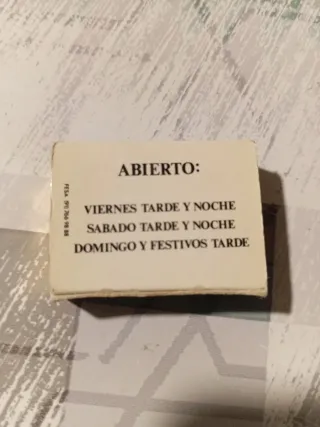 ABIERTO:
VIERNES TARDE Y NOCHE
SABADO TARDE Y NOCHE
DOMINGO Y FESTIVOS TARDE